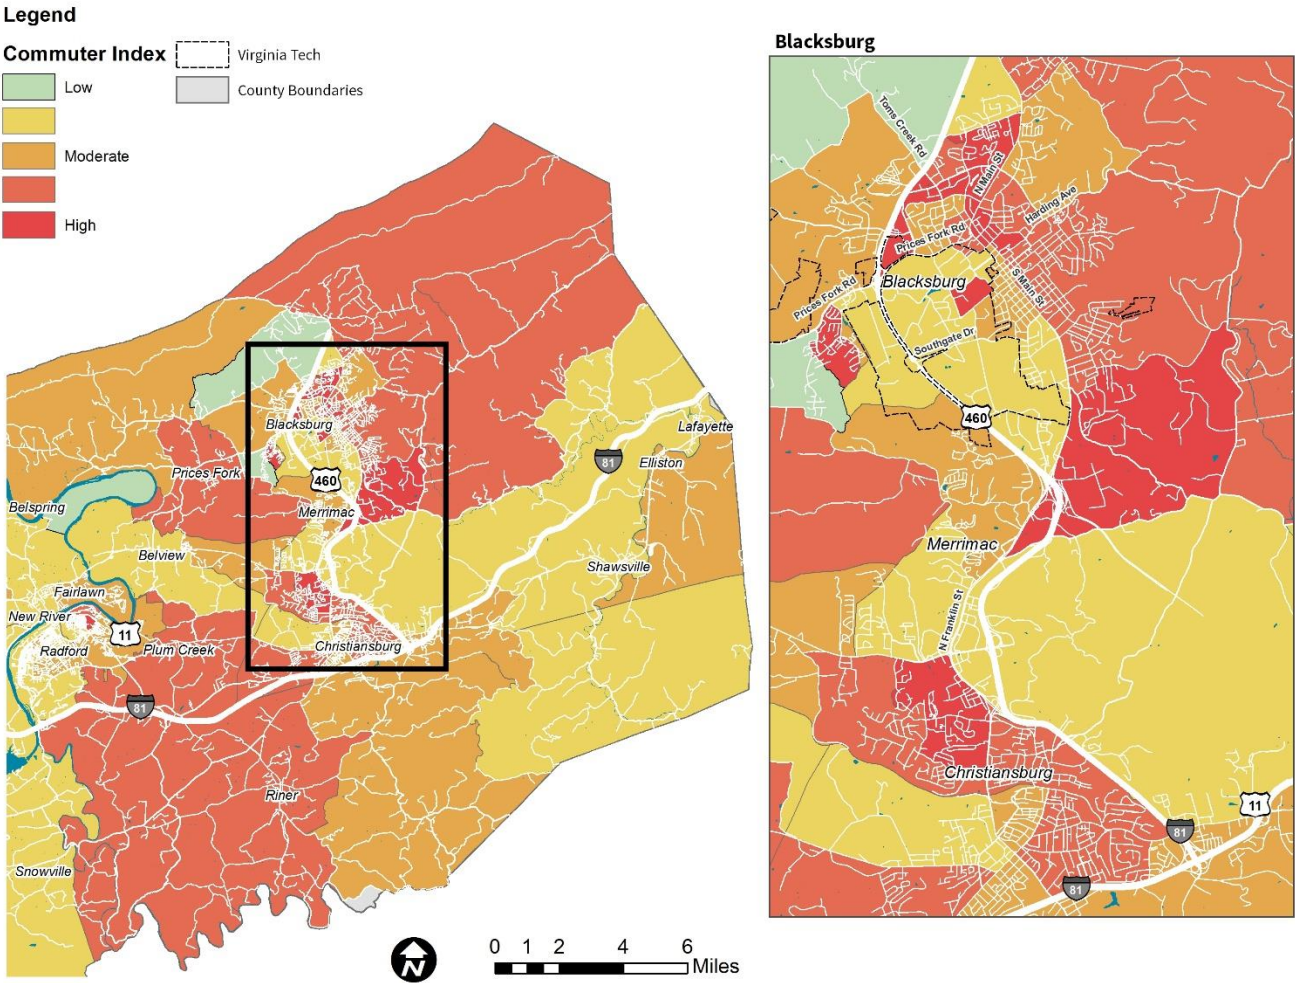 Legend
Commuter Index
Low
Moderate
High
Virginia Tech
County Boundaries
Blacksburg
Lafayette
Elliston
81
Prices Fork
460
Belspring
Merrimac
Belview
Shawsville
Fairlawn
New River
11
Radford
Plum Creek
Christiansburg
81
Riner
Snowville
N
0 1 2 4 6
Miles
Blacksburg
Toms Creek Rd
N Main St
Harding Ave
Prices Fork Rd
Blacksburg
S Main St
Prices Fork Rd
Southgate Dr
460
Merrimac
N Franklin St
Christiansburg
11
81
81